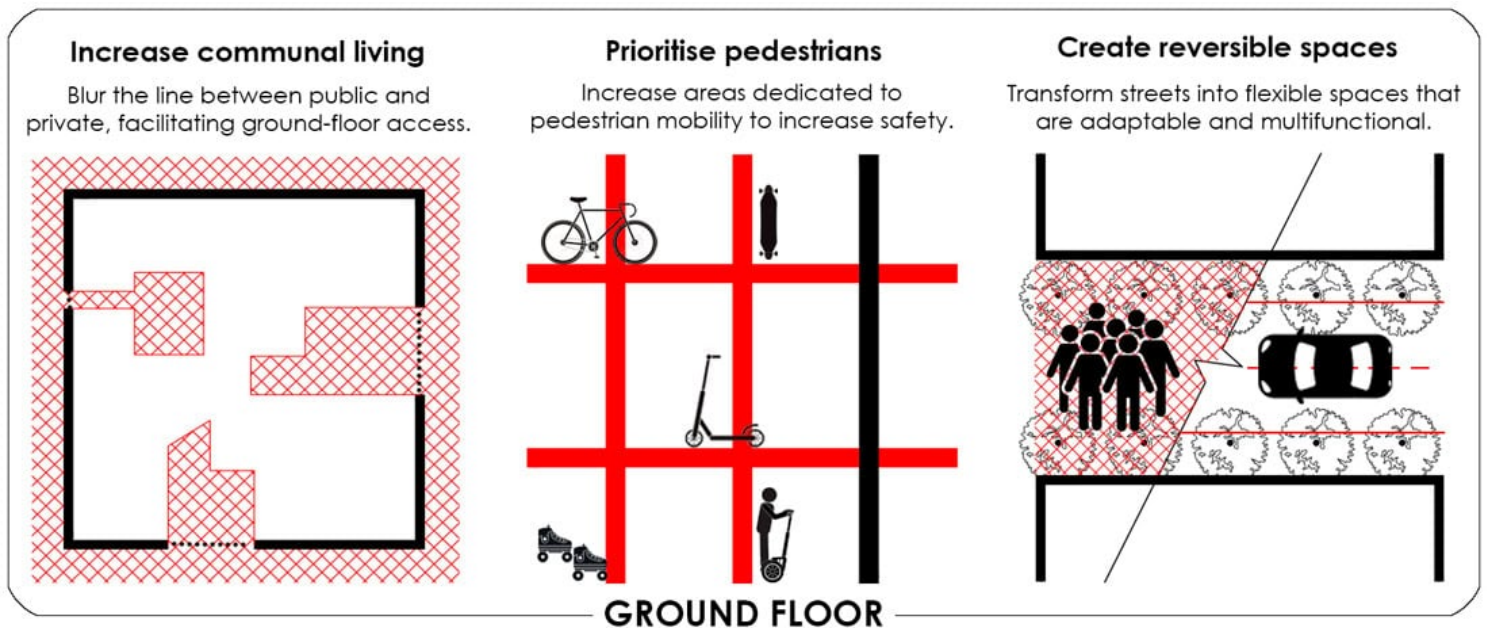 Increase communal living
Blur the line between public and
private, facilitating ground-floor access.
Prioritise pedestrians
Increase areas dedicated to
pedestrian mobility to increase safety.
Create reversible spaces
Transform streets into flexible spaces that
are adaptable and multifunctional.
GROUND FLOOR